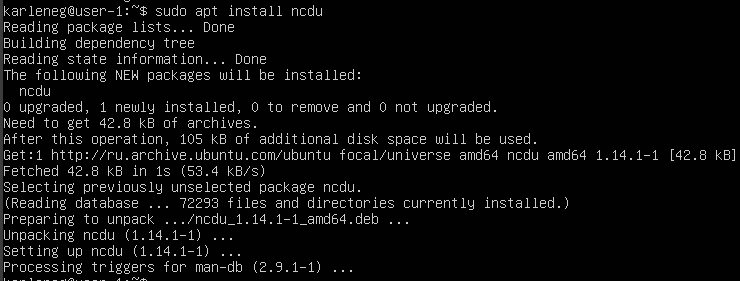 karleneg@user-1:~$ sudo apt install ncdu
Reading package lists... Done
Building dependency tree
Reading state information... Done
The following NEW packages will be installed:
  ncdu
0 upgraded, 1 newly installed, 0 to remove and 0 not upgraded.
Need to get 42.8 kB of archives.
After this operation, 105 kB of additional disk space will be used.
Get:1 http://ru.archive.ubuntu.com/ubuntu focal/universe amd64 ncdu amd64 1.14.1-1 [42.8 kB]
Fetched 42.8 kB in 1s (53.4 kB/s)
Selecting previously unselected package ncdu.
(Reading database ... 72293 files and directories currently installed.)
Preparing to unpack .../ncdu_1.14.1-1_amd64.deb ...
Unpacking ncdu (1.14.1-1) ...
Setting up ncdu (1.14.1-1) ...
Processing triggers for man-db (2.9.1-1) ...
karleneg@user-1:~$